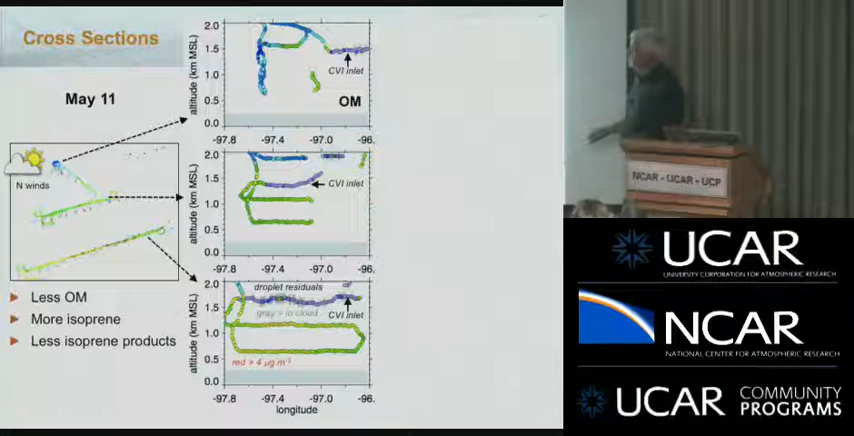 Cross Sections
May 11
N winds
Less OM
More isoprene
Less isoprene products
altitude (km MSL)
2.0
1.5
1.0
0.5
0.0
CVI inlet
OM
-97.8
-97.4
-97.0
-96.
altitude (km MSL)
2.0
1.5
1.0
0.5
0.0
CVI inlet
-97.8
-97.4
-97.0
-96.
altitude (km MSL)
2.0
1.5
1.0
0.5
0.0
droplet residuals
gray = in cloud
CVI inlet
red > 4 µg m-3
-97.8
-97.4
-97.0
-96.
longitude
NCAR - UCAR - UCP
UCAR
UNIVERSITY CORPORATION FOR ATMOSPHERIC RESEARCH
NCAR
NATIONAL CENTER FOR ATMOSPHERIC RESEARCH
UCAR COMMUNITY
PROGRAMS